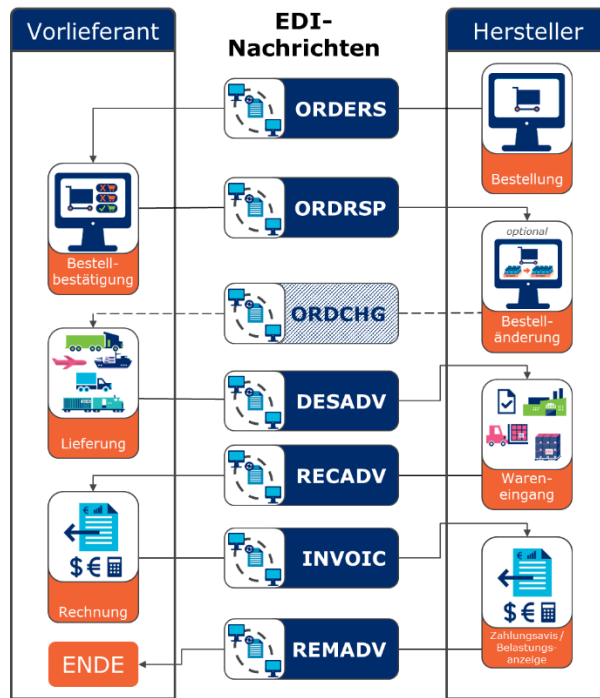 Vorlieferant
EDI-
Nachrichten
Hersteller
ORDERS
Bestellung
ORDRSP
Bestell-
bestätigung
optional
ORDCHG
Bestell-
änderung
DESADV
Lieferung
RECADV
Waren-
eingang
INVOIC
$ €
Rechnung
$ €
Zahlungsavis /
Belastungs-
anzeige
REMADV
ENDE